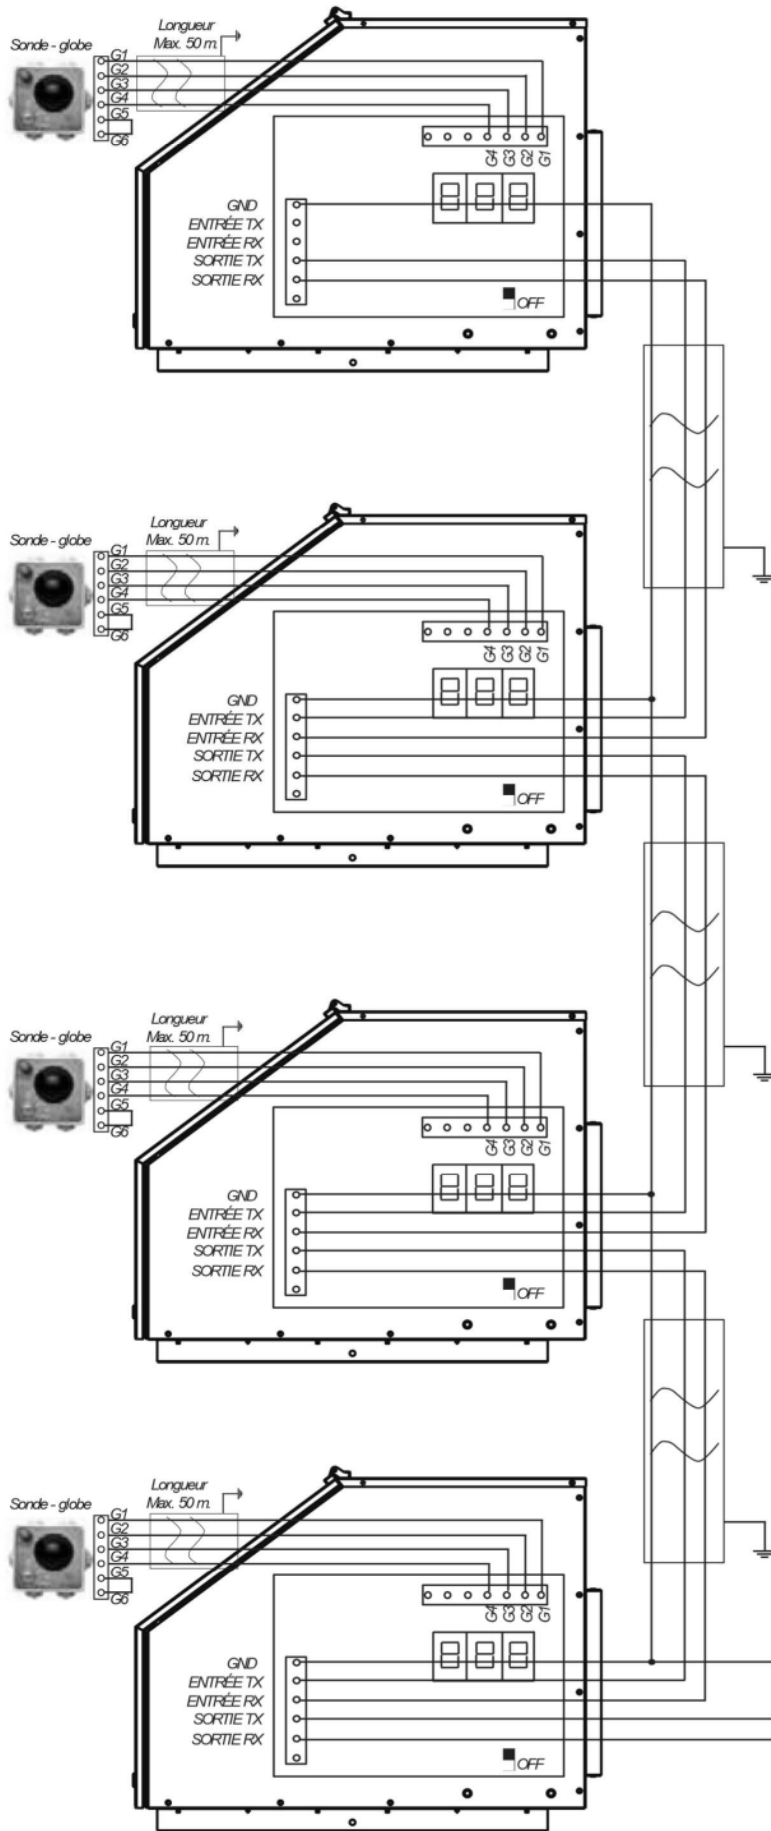 Longueur
Max. 50 m.
Sonde - globe
G1
G2
G3
G4
G5
G6
G4
G3
G2
G1
GND
ENTRÉE TX
ENTRÉE RX
SORTIE TX
SORTIE RX
OFF
Longueur
Max. 50 m.
Sonde - globe
G1
G2
G3
G4
G5
G6
G4
G3
G2
G1
GND
ENTRÉE TX
ENTRÉE RX
SORTIE TX
SORTIE RX
OFF
Longueur
Max. 50 m.
Sonde - globe
G1
G2
G3
G4
G5
G6
G4
G3
G2
G1
GND
ENTRÉE TX
ENTRÉE RX
SORTIE TX
SORTIE RX
OFF
Longueur
Max. 50 m.
Sonde - globe
G1
G2
G3
G4
G5
G6
G4
G3
G2
G1
GND
ENTRÉE TX
ENTRÉE RX
SORTIE TX
SORTIE RX
OFF